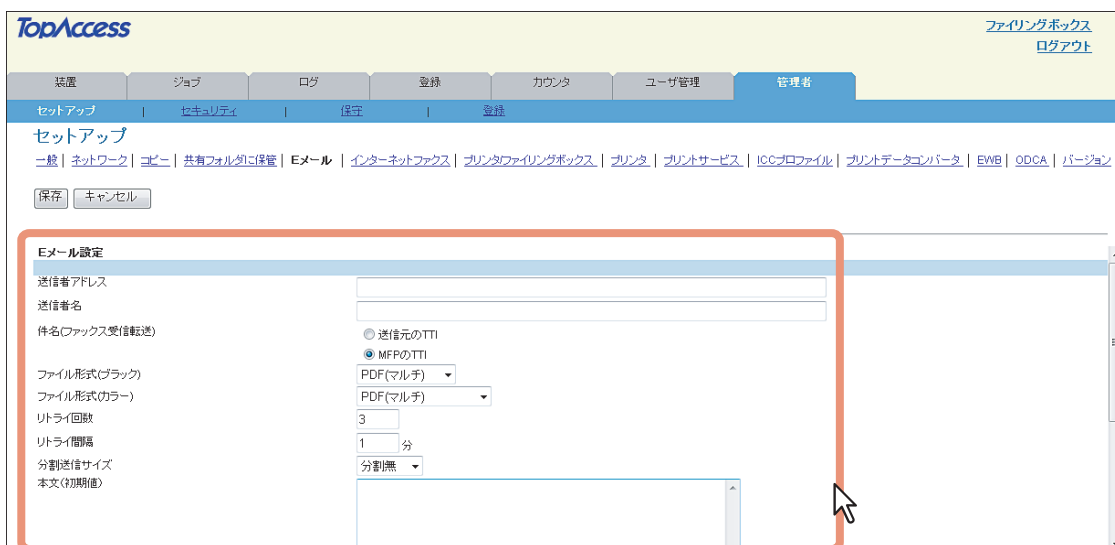 TopAccess
ファイリングボックス
ログアウト
装置 ジョブ ログ 登録 カウンタ ユーザ管理 管理者
セットアップ | セキュリティ | 保守 | 登録
セットアップ
一般 | ネットワーク | コピー | 共有フォルダに保管 | Eメール | インターネットファクス | プリンタ/ファイリングボックス | プリンタ | プリントサービス | ICCプロファイル | プリントデータコンバータ | EWB | ODCA | バージョン
保存 キャンセル
Eメール設定
送信者アドレス
送信者名
件名(ファックス受信転送) 送信元のTTI
MFPのTTI
ファイル形式(ブラック) PDF(マルチ)
ファイル形式(カラー) PDF(マルチ)
リトライ回数 3
リトライ間隔 1 分
分割送信サイズ 分割無
本文(初期値)